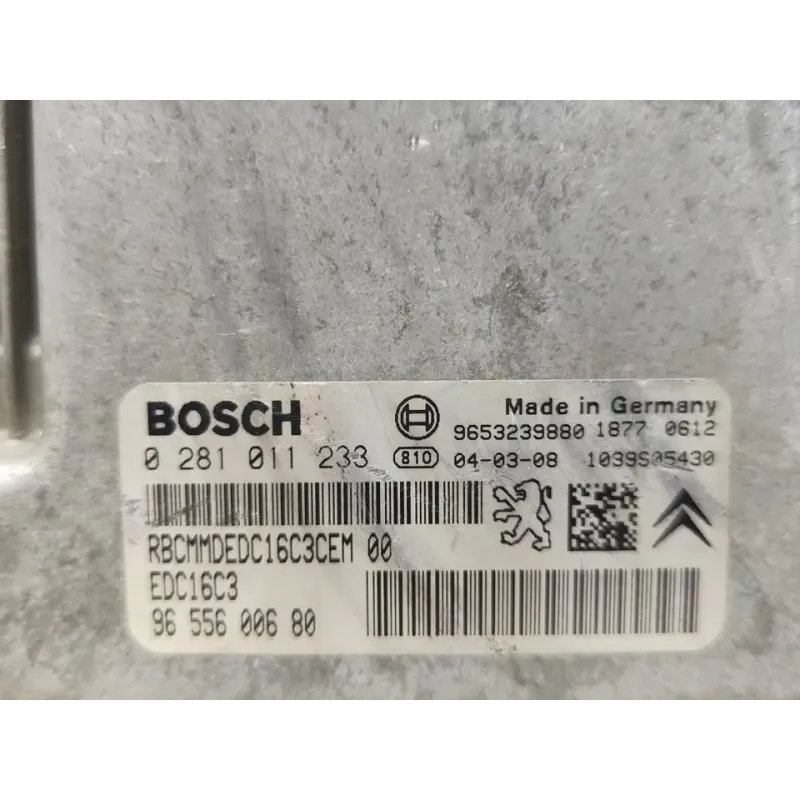 BOSCH
Made in Germany
9653239880 1877 0612
0 281 011 233 810 04-03-08 1039S05430
RBCMMDEDC16C3CEM 00
EDC16C3
96 556 006 80